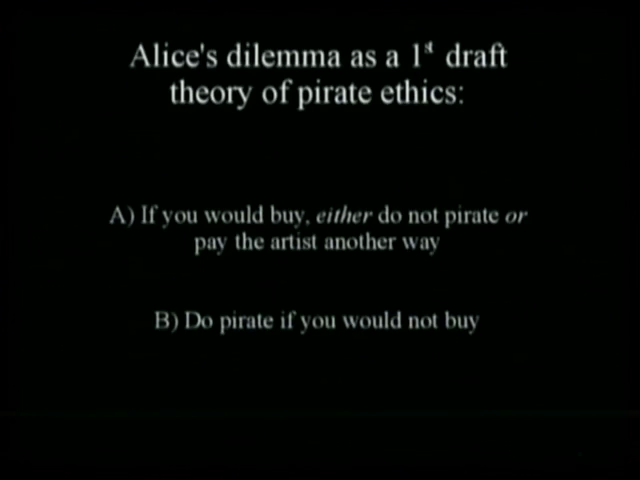 Alice's dilemma as a 1st draft
theory of pirate ethics:
A) If you would buy, either do not pirate or
pay the artist another way
B) Do pirate if you would not buy